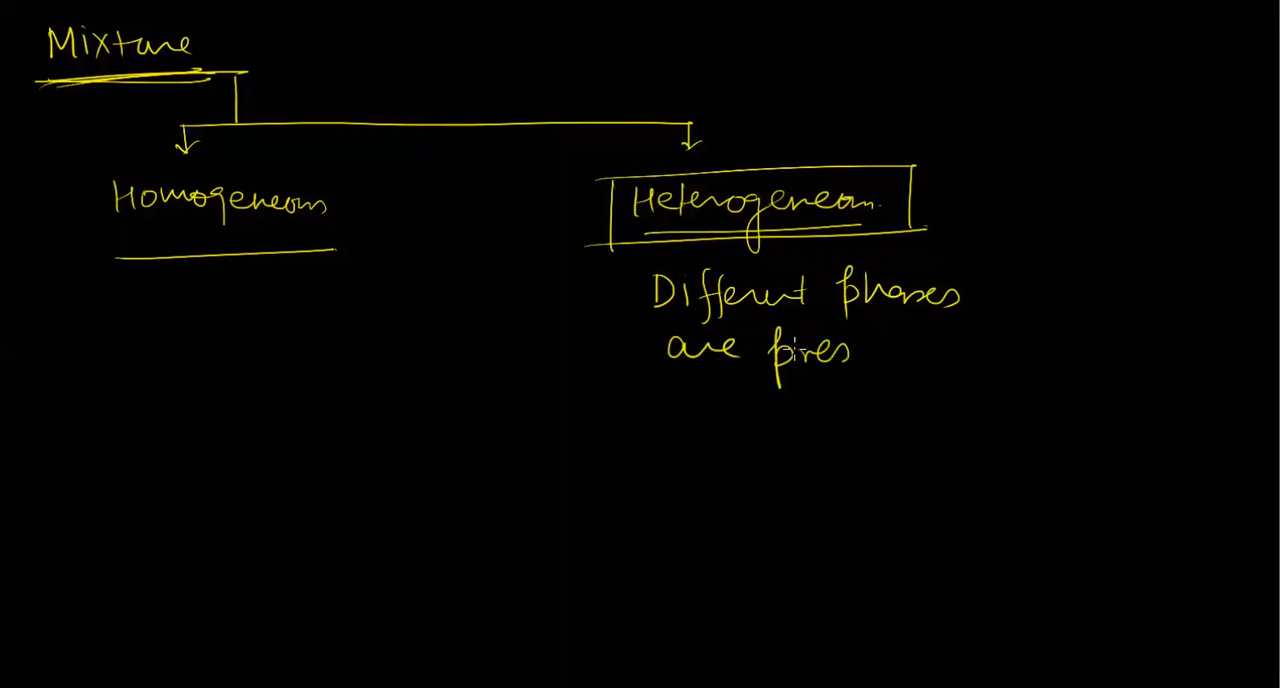 Mixture
Homogeneous
Heterogeneous
Different phases
are pres